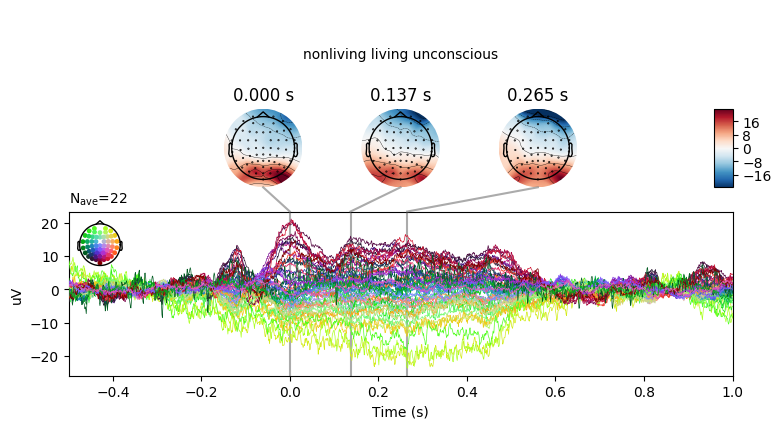 nonliving living unconscious
0.000 s 0.137 s 0.265 s
16
8
0
−8
−16
Nave=22
20
10
0
−10
−20
uV
−0.4 −0.2 0.0 0.2 0.4 0.6 0.8 1.0
Time (s)